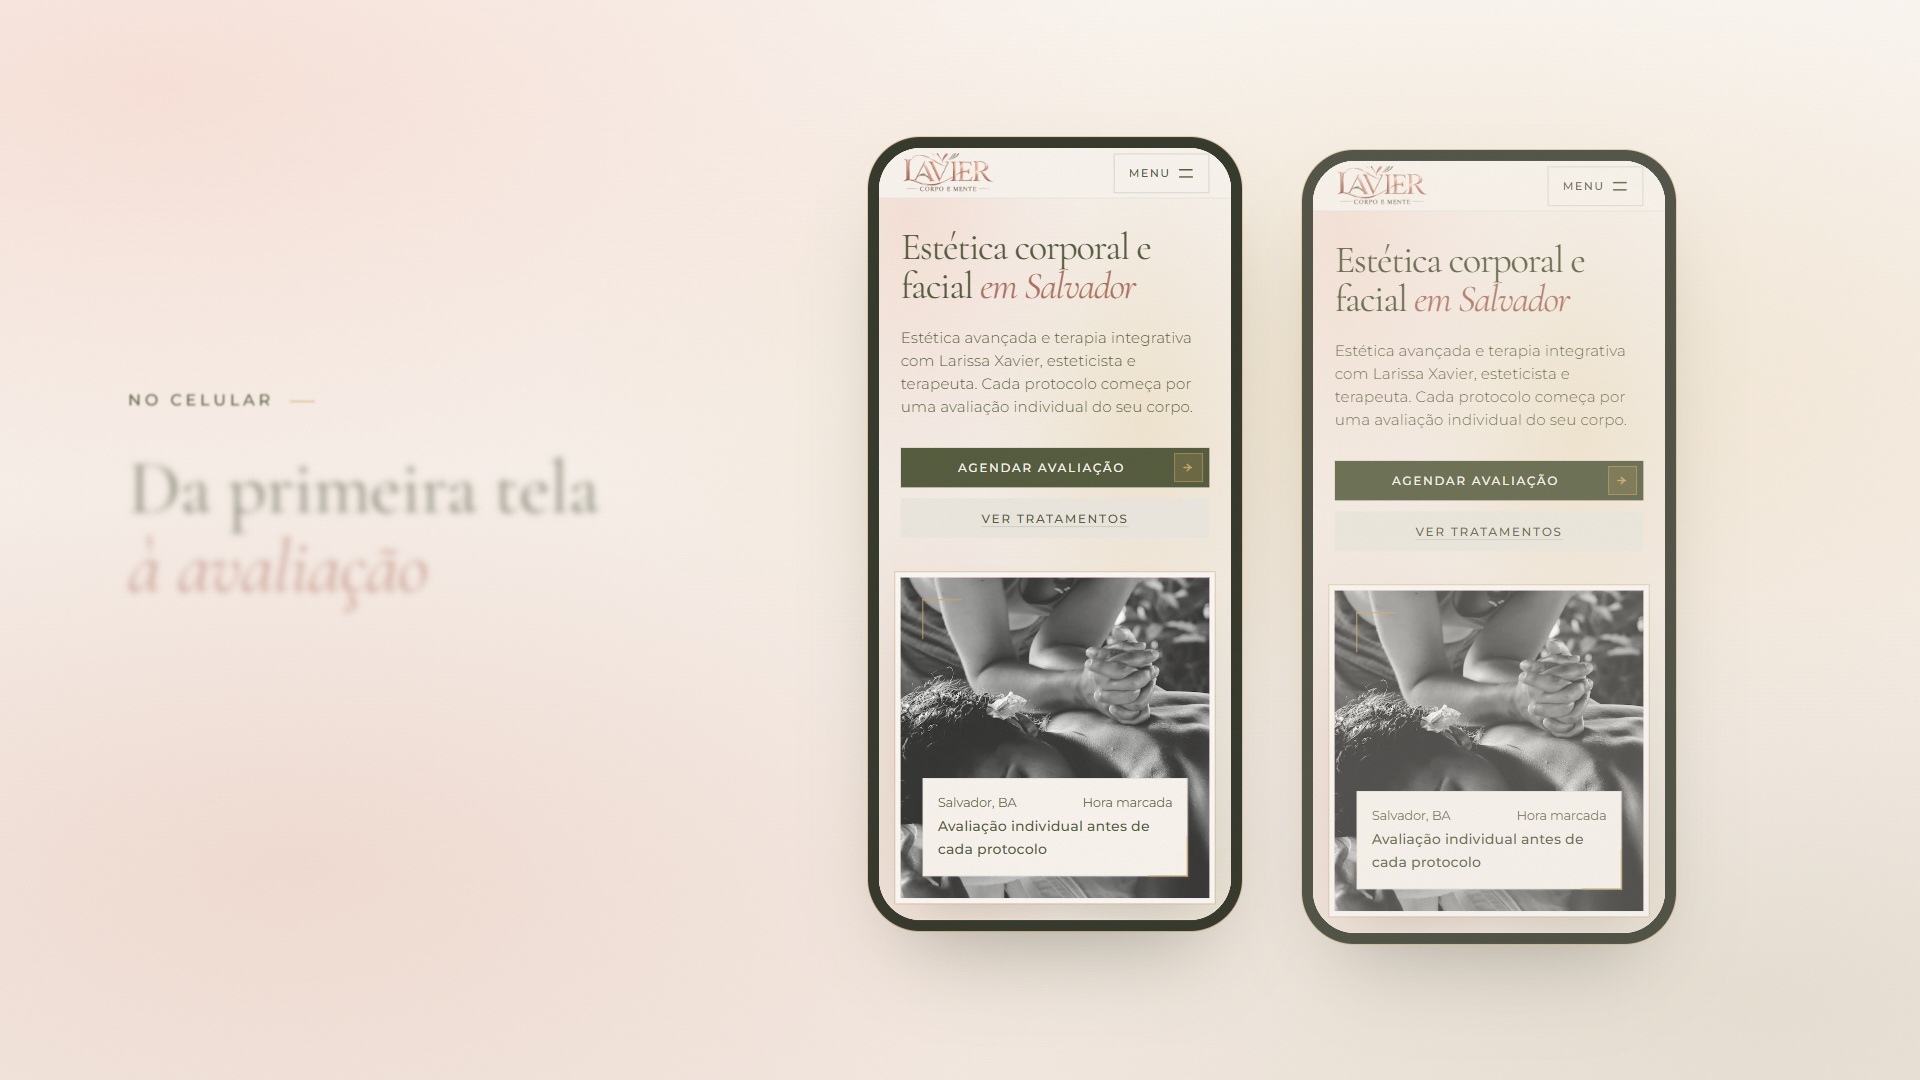 NO CELULAR
Da primeira tela
à avaliação
LAVIER
CORPO E MENTE
MENU
Estética corporal e
facial em Salvador
Estética avançada e terapia integrativa
com Larissa Xavier, esteticista e
terapeuta. Cada protocolo começa por
uma avaliação individual do seu corpo.
AGENDAR AVALIAÇÃO
VER TRATAMENTOS
Salvador, BA
Hora marcada
Avaliação individual antes de
cada protocolo
LAVIER
CORPO E MENTE
MENU
Estética corporal e
facial em Salvador
Estética avançada e terapia integrativa
com Larissa Xavier, esteticista e
terapeuta. Cada protocolo começa por
uma avaliação individual do seu corpo.
AGENDAR AVALIAÇÃO
VER TRATAMENTOS
Salvador, BA
Hora marcada
Avaliação individual antes de
cada protocolo